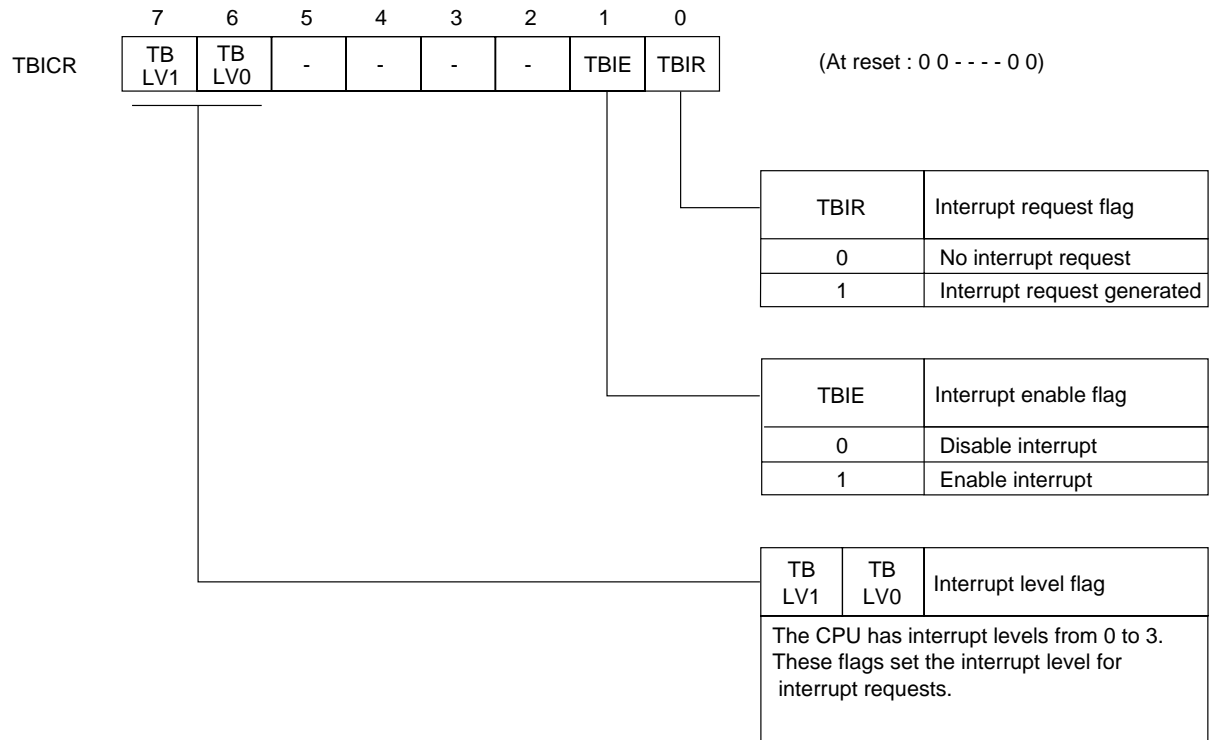 7 6 5 4 3 2 1 0
TBICR TB LV1 TB LV0 - - - - TBIE TBIR (At reset : 0 0 - - - - 0 0)
TBIR Interrupt request flag
0 No interrupt request
1 Interrupt request generated
TBIE Interrupt enable flag
0 Disable interrupt
1 Enable interrupt
TB LV1 TB LV0 Interrupt level flag
The CPU has interrupt levels from 0 to 3.
These flags set the interrupt level for
interrupt requests.